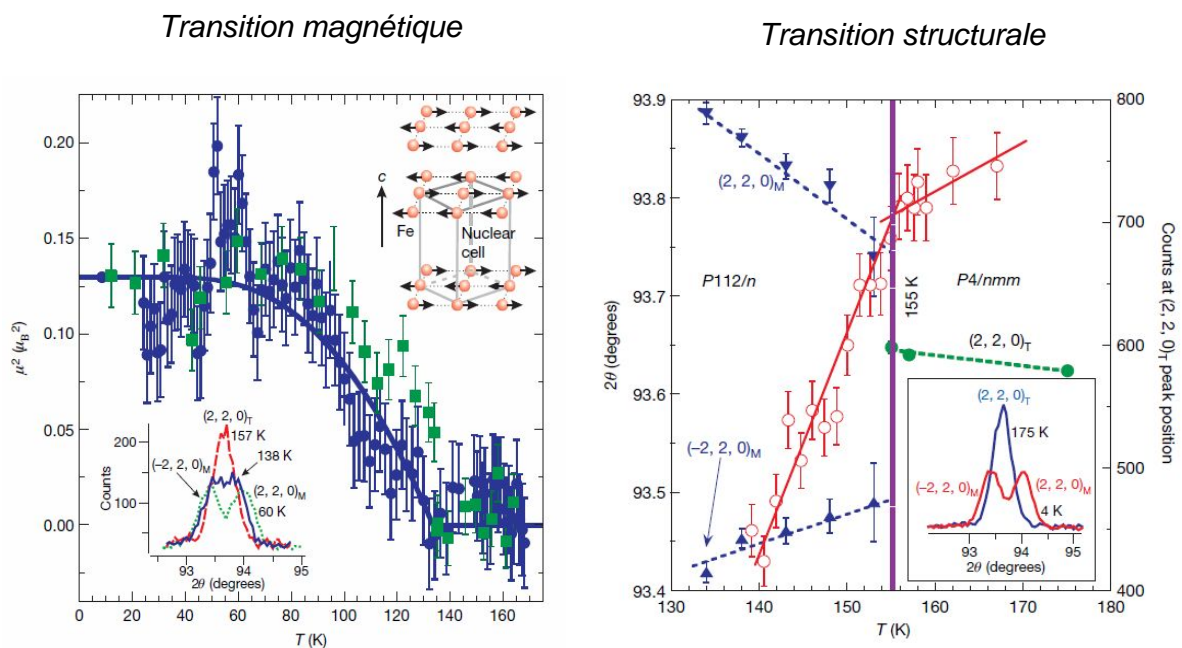 Transition magnétique
Transition structurale
0.20
0.15
0.10
0.05
0.00
μ² (μB²)
0 20 40 60 80 100 120 140 160
T (K)
c
Fe
Nuclear
cell
(2, 2, 0)T
157 K
138 K
(–2, 2, 0)M
(2, 2, 0)M
60 K
200
100
Counts
93 94 95
2θ (degrees)
93.9
93.8
93.7
93.6
93.5
93.4
2θ (degrees)
130 140 150 160 170 180
T (K)
800
700
600
500
400
Counts at (2, 2, 0)T peak position
(2, 2, 0)M
P112/n
155 K
P4/nmm
(2, 2, 0)T
(–2, 2, 0)M
(2, 2, 0)T
175 K
(–2, 2, 0)M
(2, 2, 0)M
4 K
93 94 95
2θ (degrees)